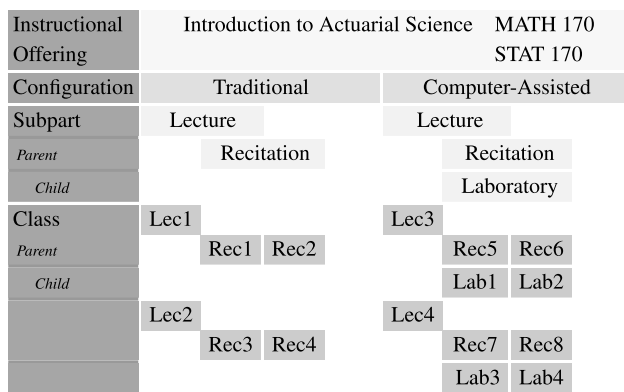 Instructional Introduction to Actuarial Science MATH 170
Offering STAT 170
Configuration Traditional Computer-Assisted
Subpart Lecture Lecture
Parent Recitation Recitation
Child Laboratory
Class Lec1 Lec3
Parent Rec1 Rec2 Rec5 Rec6
Child Lab1 Lab2
Lec2 Lec4
Rec3 Rec4 Rec7 Rec8
Lab3 Lab4